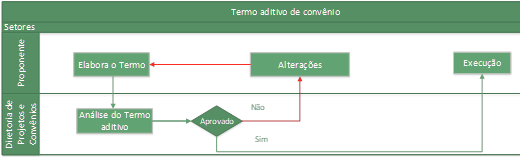 Termo aditivo de convênio
Setores
Proponente
Elabora o Termo
Alterações
Execução
Diretoria de
Projetos e
Convênios
Análise do Termo
aditivo
Aprovado
Não
Sim